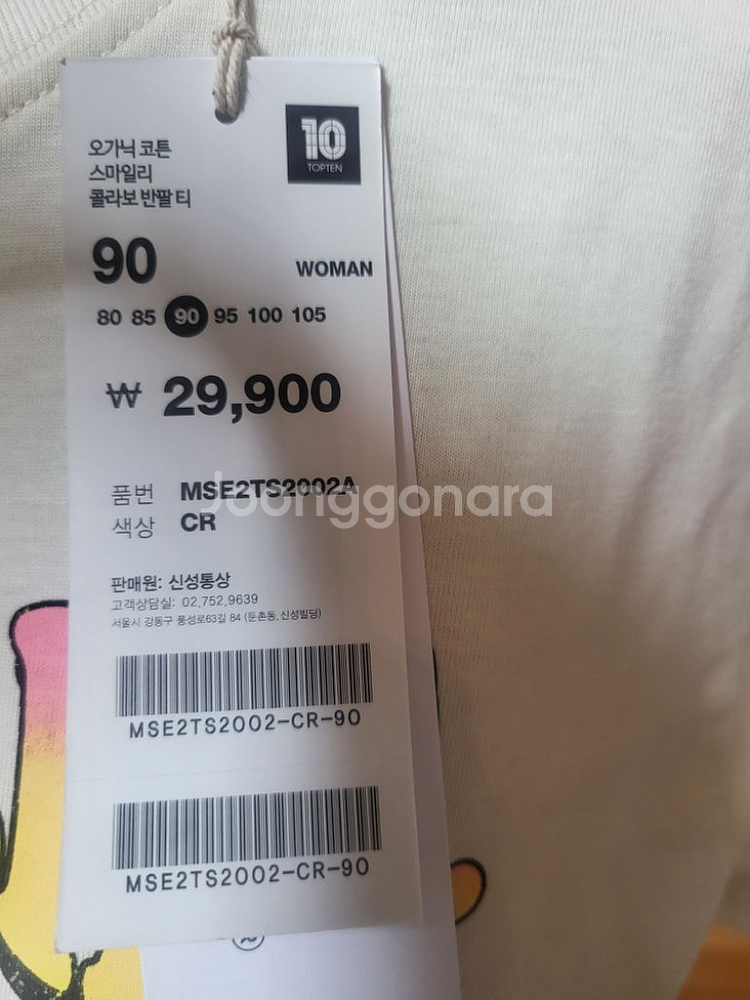 오가닉 코튼
스마일리
콜라보 반팔 티
10
TOPTEN
90
WOMAN
80 85 90 95 100 105
₩ 29,900
품번 MSE2TS2002A
Joonggonara
색상 CR
판매원: 신성통상
고객상담실: 02.752.9639
서울시 강동구 풍성로63길 84 (둔촌동, 신성빌딩)
MSE2TS2002-CR-90
MSE2TS2002-CR-90